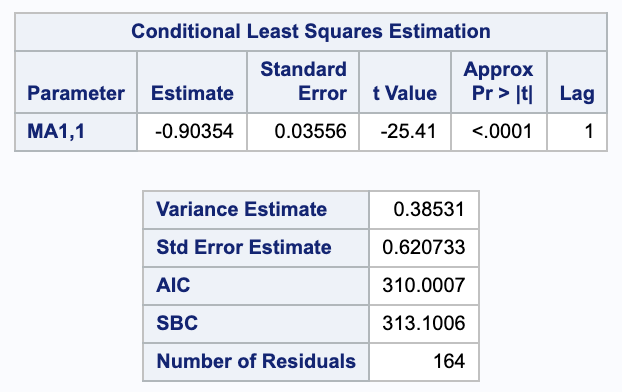 Conditional Least Squares Estimation
Parameter Estimate Standard Error t Value Approx Pr > |t| Lag
MA1,1 -0.90354 0.03556 -25.41 <.0001 1
Variance Estimate 0.38531
Std Error Estimate 0.620733
AIC 310.0007
SBC 313.1006
Number of Residuals 164